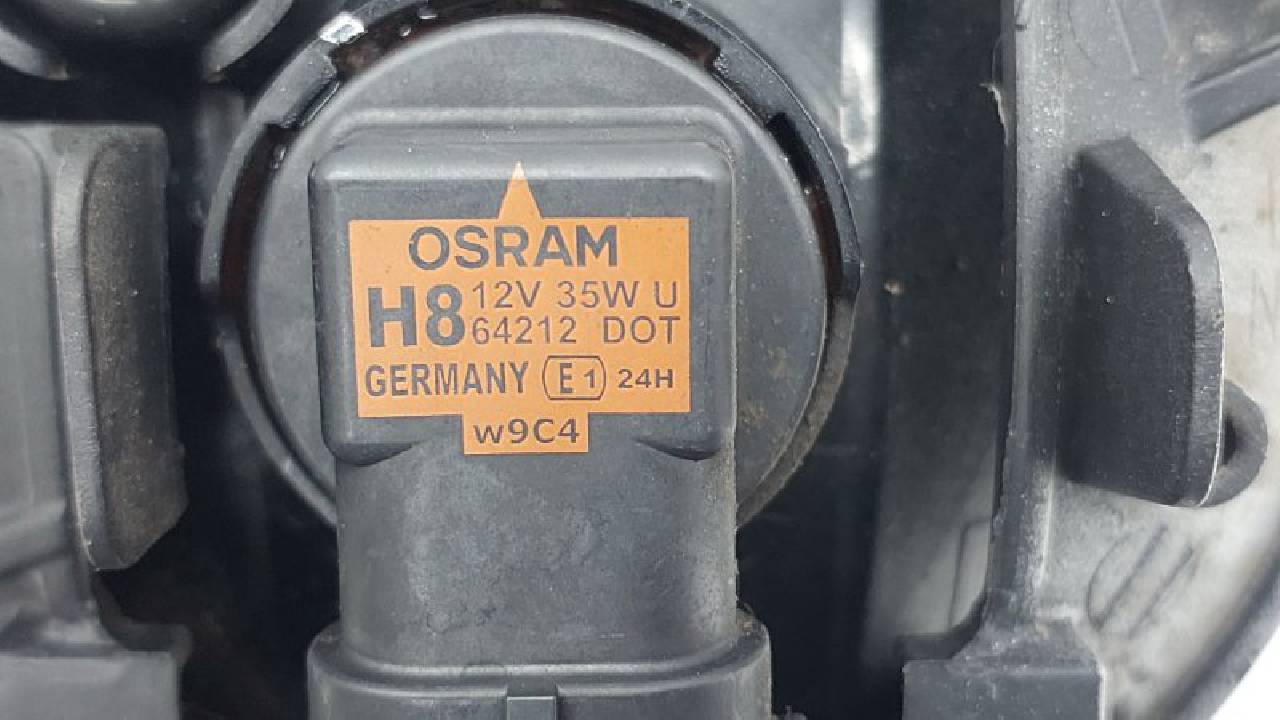 OSRAM
H8 12V 35W U
64212 DOT
GERMANY E1 24H
w9C4